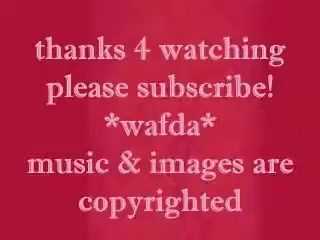 thanks 4 watching
please subscribe!
*wafda*
music & images are
copyrighted